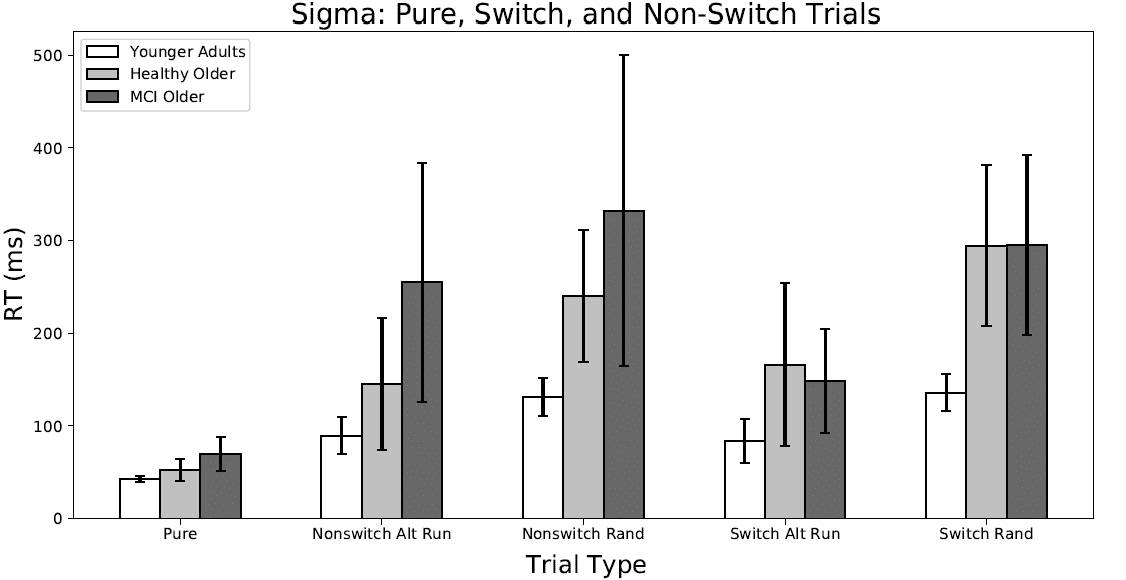 Sigma: Pure, Switch, and Non-Switch Trials
Younger Adults
Healthy Older
MCI Older
500
400
300
200
100
0
RT (ms)
Pure
Nonswitch Alt Run
Nonswitch Rand
Switch Alt Run
Switch Rand
Trial Type